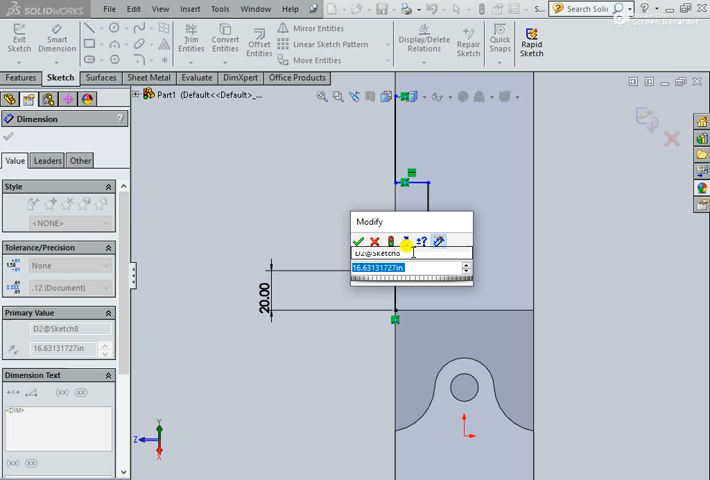 SOLIDWORKS File Edit View Insert Tools Window Help S... Search Soli
Screen Recorder
Exit Sketch
Smart Dimension
Trim Entities
Convert Entities
Offset Entities
Mirror Entities
Linear Sketch Pattern
Move Entities
Display/Delete Relations
Repair Sketch
Quick Snaps
Rapid Sketch
Features Sketch Surfaces Sheet Metal Evaluate DimXpert Office Products
Part1 (Default<<Default>_...
Dimension ?
Value Leaders Other
Style
<NONE>
Tolerance/Precision
None
.12 (Document)
Primary Value
D2@Sketch8
16.63131727in
Dimension Text
<DIM>
Modify
D2@Sketch8
16.63131727in
20.00
Y
Z
X